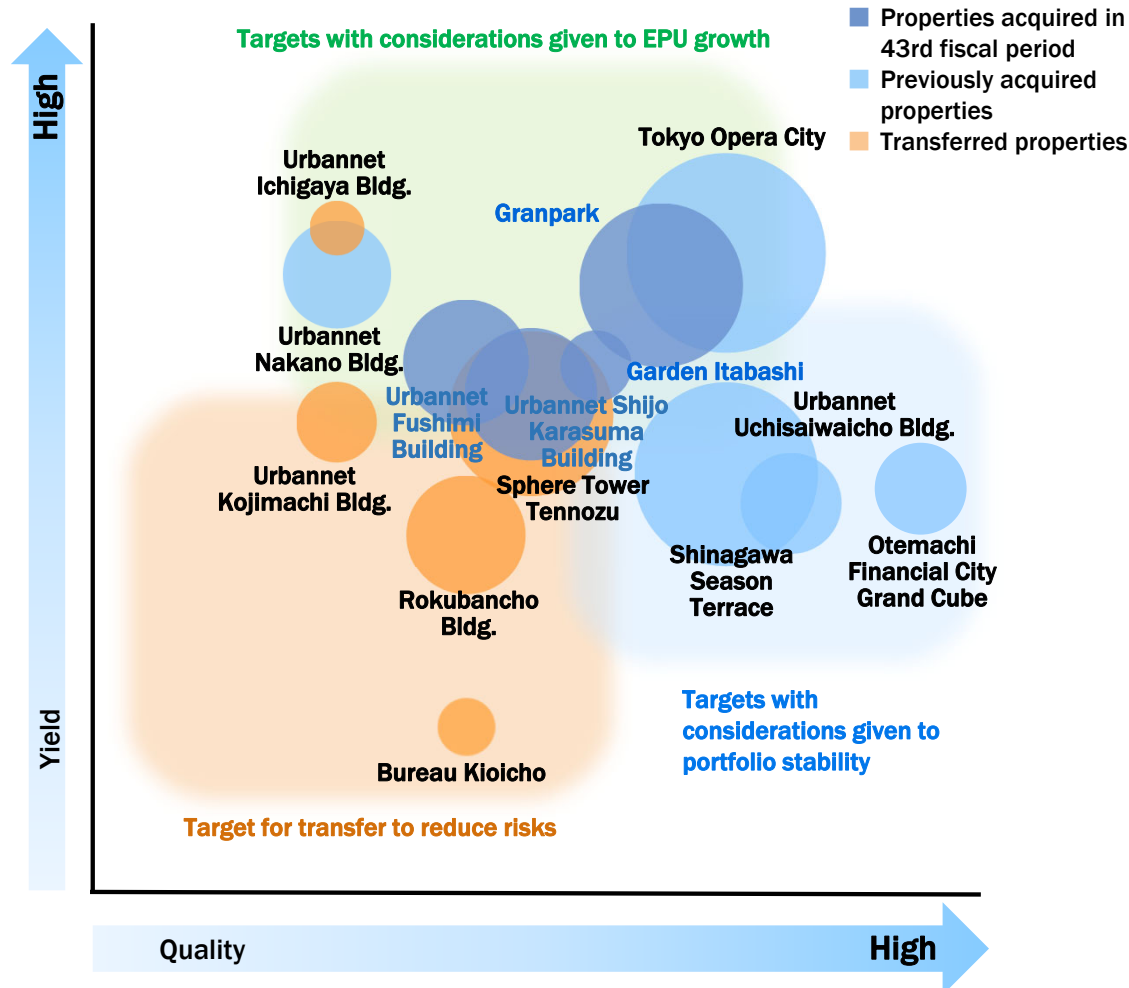 Properties acquired in
43rd fiscal period
Previously acquired
properties
Transferred properties
Targets with considerations given to EPU growth
High
Tokyo Opera City
Urbannet
Ichigaya Bldg.
Granpark
Urbannet
Nakano Bldg.
Garden Itabashi
Urbannet
Fushimi
Building
Urbannet Shijo
Karasuma
Building
Urbannet
Uchisaiwaicho Bldg.
Urbannet
Kojimachi Bldg.
Sphere Tower
Tennozu
Shinagawa
Season
Terrace
Otemachi
Financial City
Grand Cube
Rokubancho
Bldg.
Yield
Targets with
considerations given to
portfolio stability
Bureau Kioicho
Target for transfer to reduce risks
Quality
High